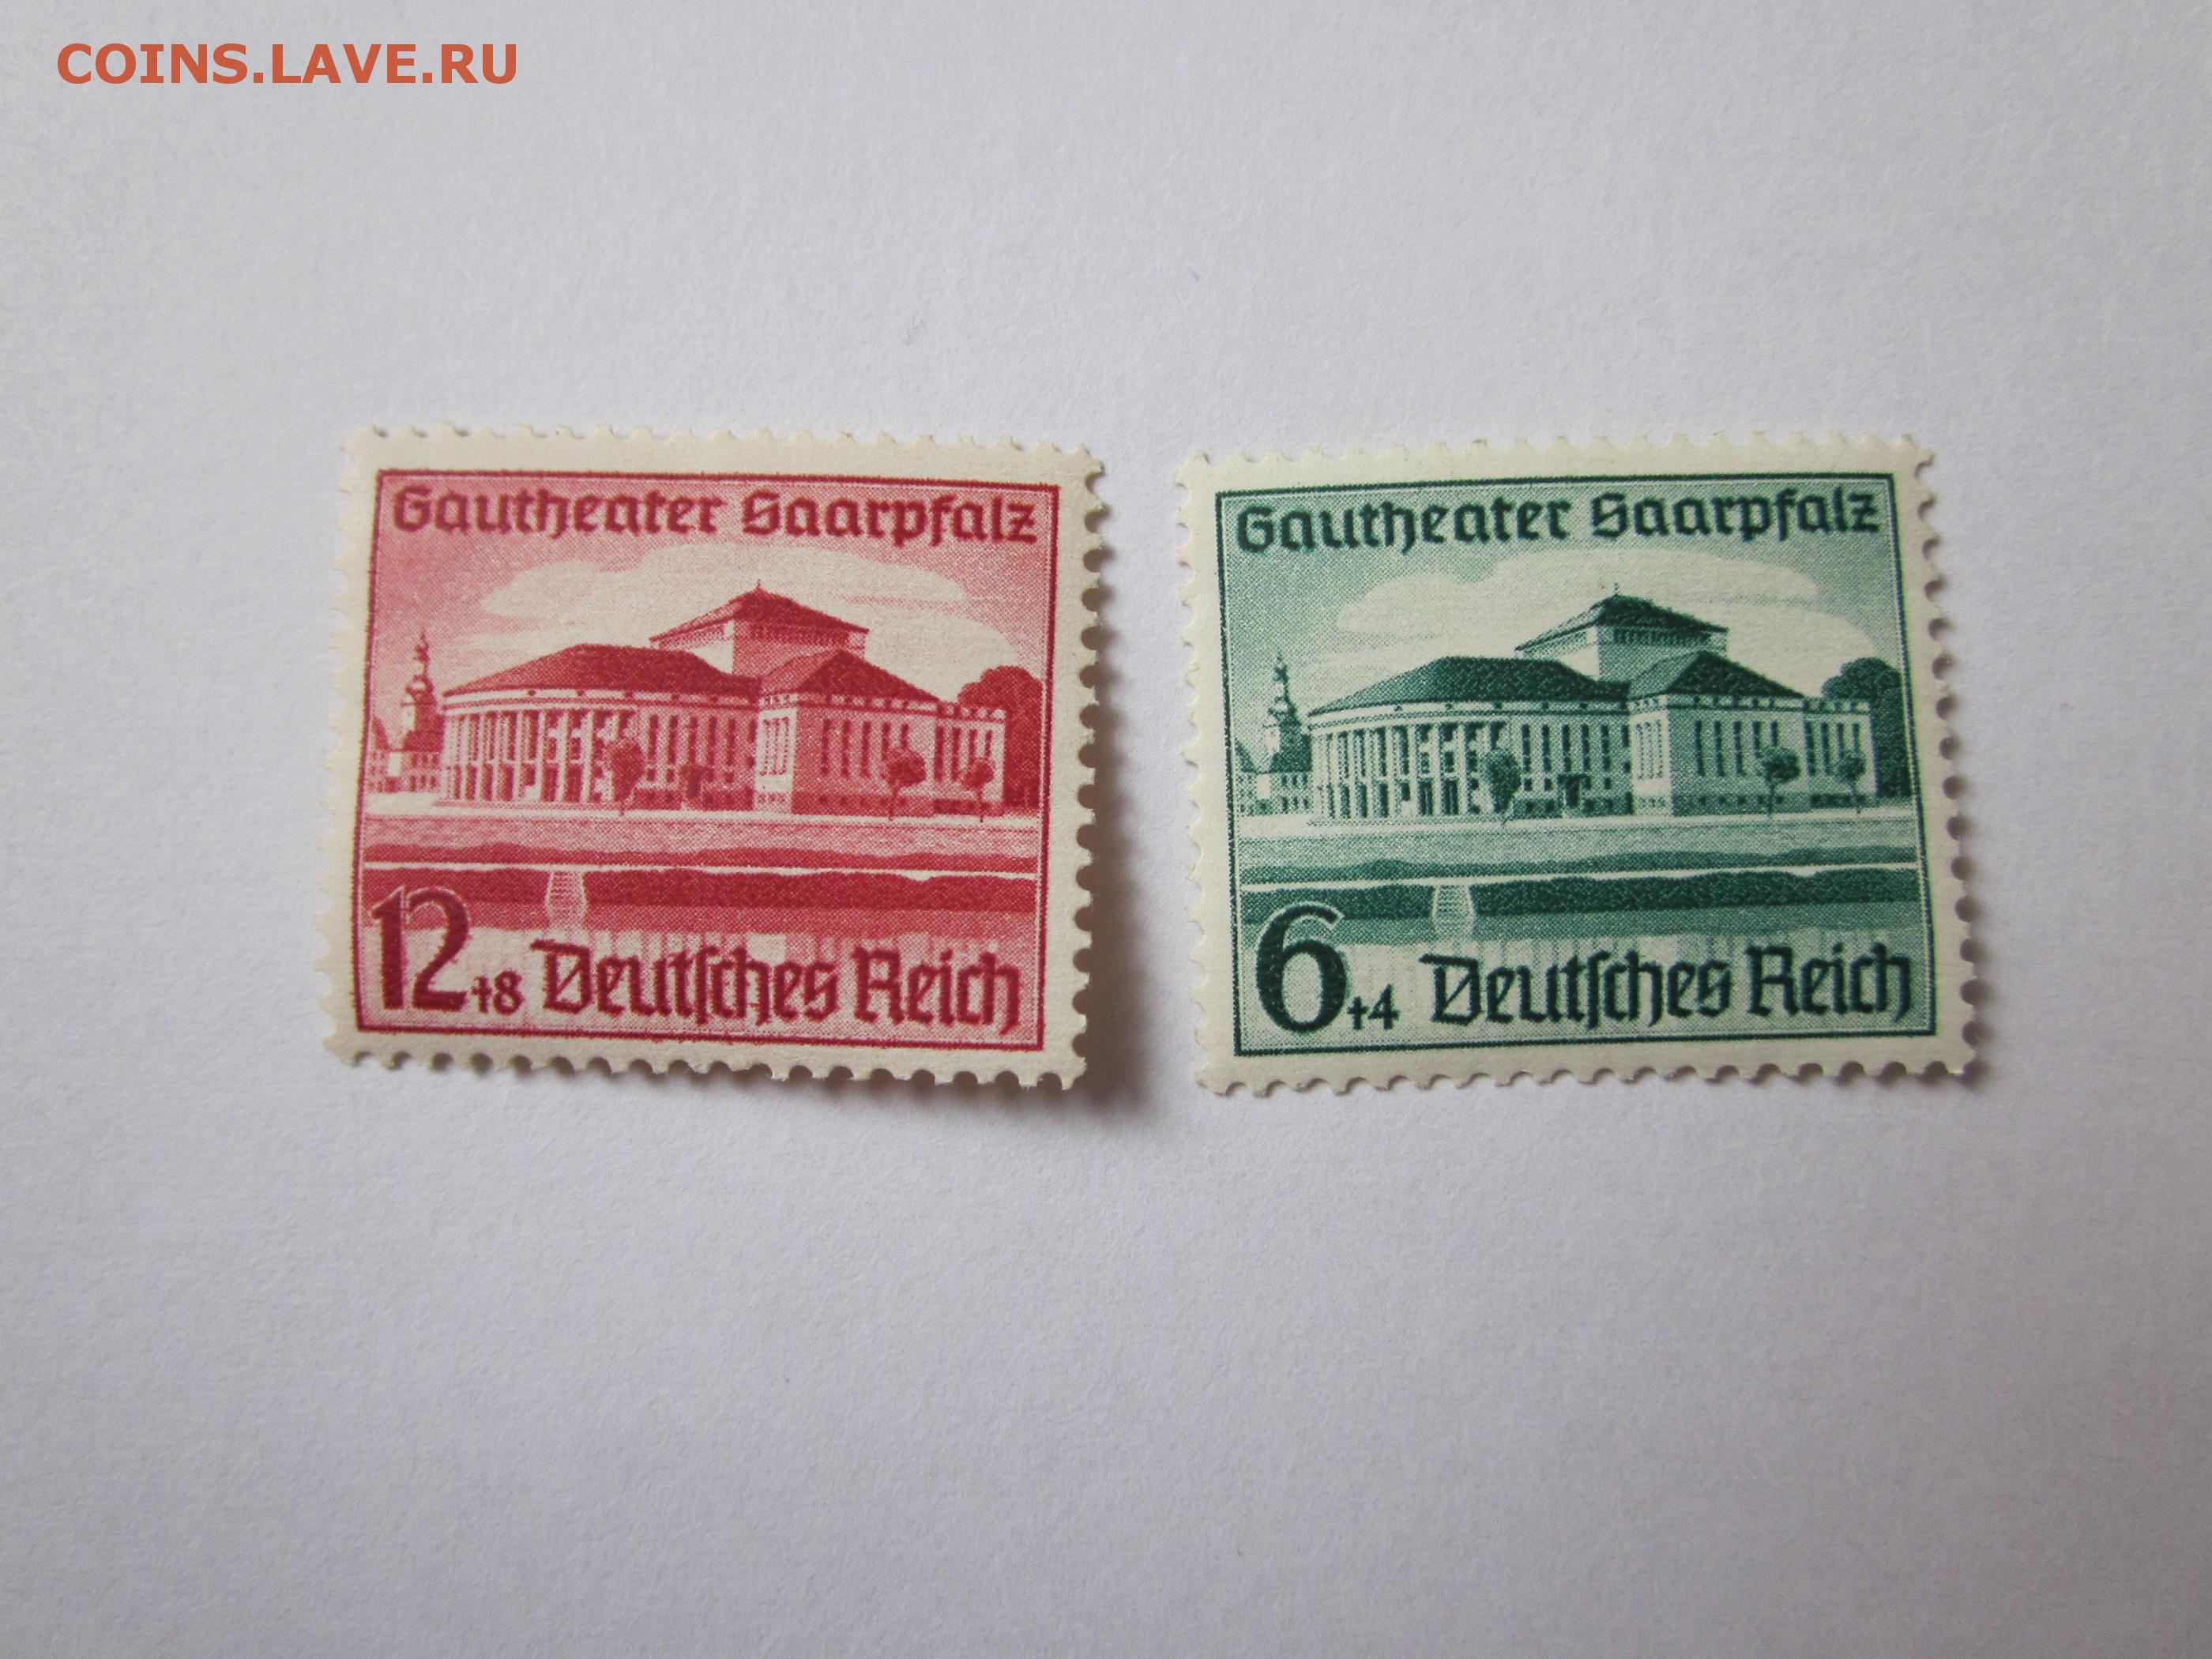 COINS.LAVE.RU
Gautheater Saarpfalz
12+8 Deutſches Reich
Gautheater Saarpfalz
6+4 Deutſches Reich